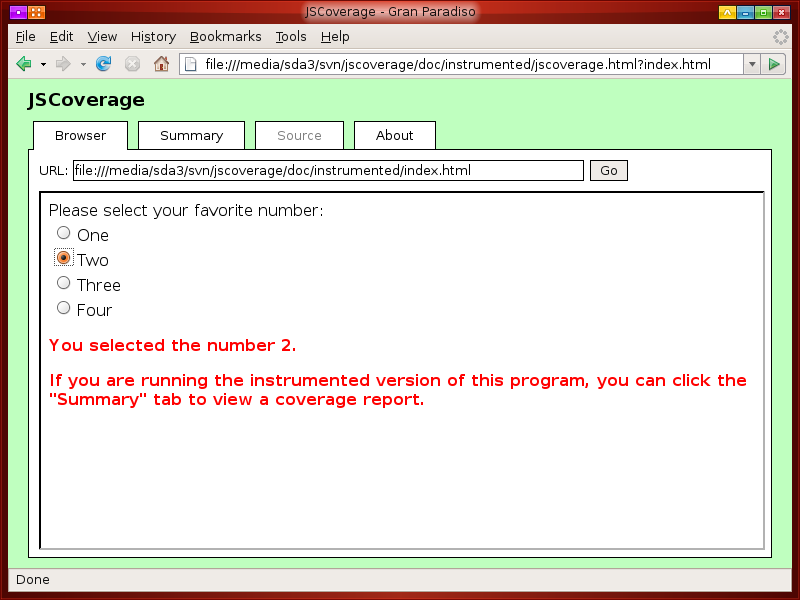 JSCoverage - Gran Paradiso
File Edit View History Bookmarks Tools Help
file:///media/sda3/svn/jscoverage/doc/instrumented/jscoverage.html?index.html
JSCoverage
Browser Summary Source About
URL: file:///media/sda3/svn/jscoverage/doc/instrumented/index.html Go
Please select your favorite number:
One
Two
Three
Four
You selected the number 2.
If you are running the instrumented version of this program, you can click the
"Summary" tab to view a coverage report.
Done